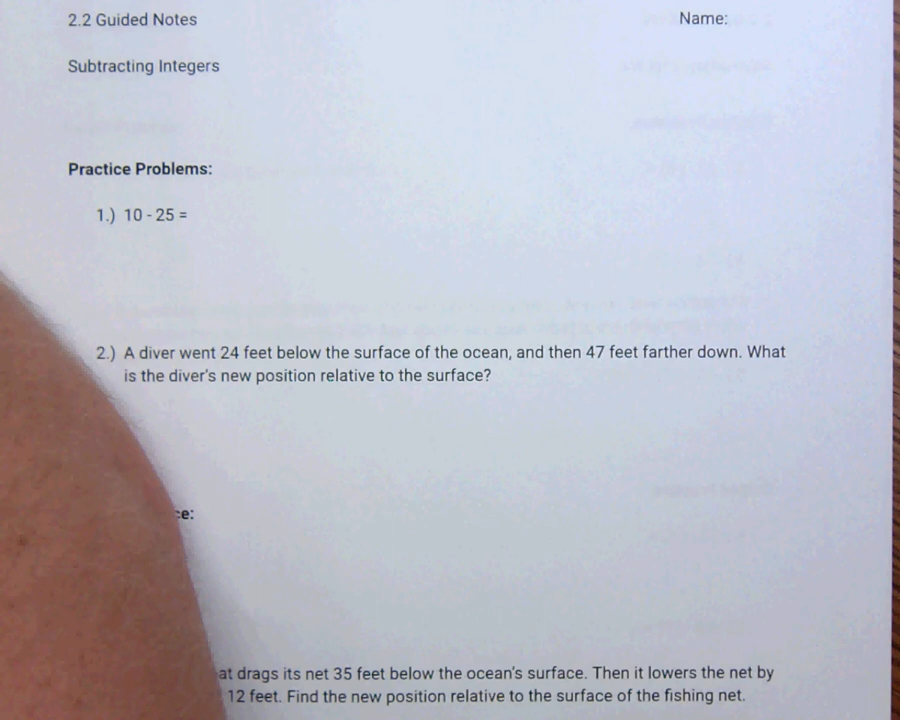 2.2 Guided Notes
Name:
Subtracting Integers
Practice Problems:
1.) 10 - 25 =
2.) A diver went 24 feet below the surface of the ocean, and then 47 feet farther down. What
is the diver's new position relative to the surface?
drags its net 35 feet below the ocean's surface. Then it lowers the net by
12 feet. Find the new position relative to the surface of the fishing net.